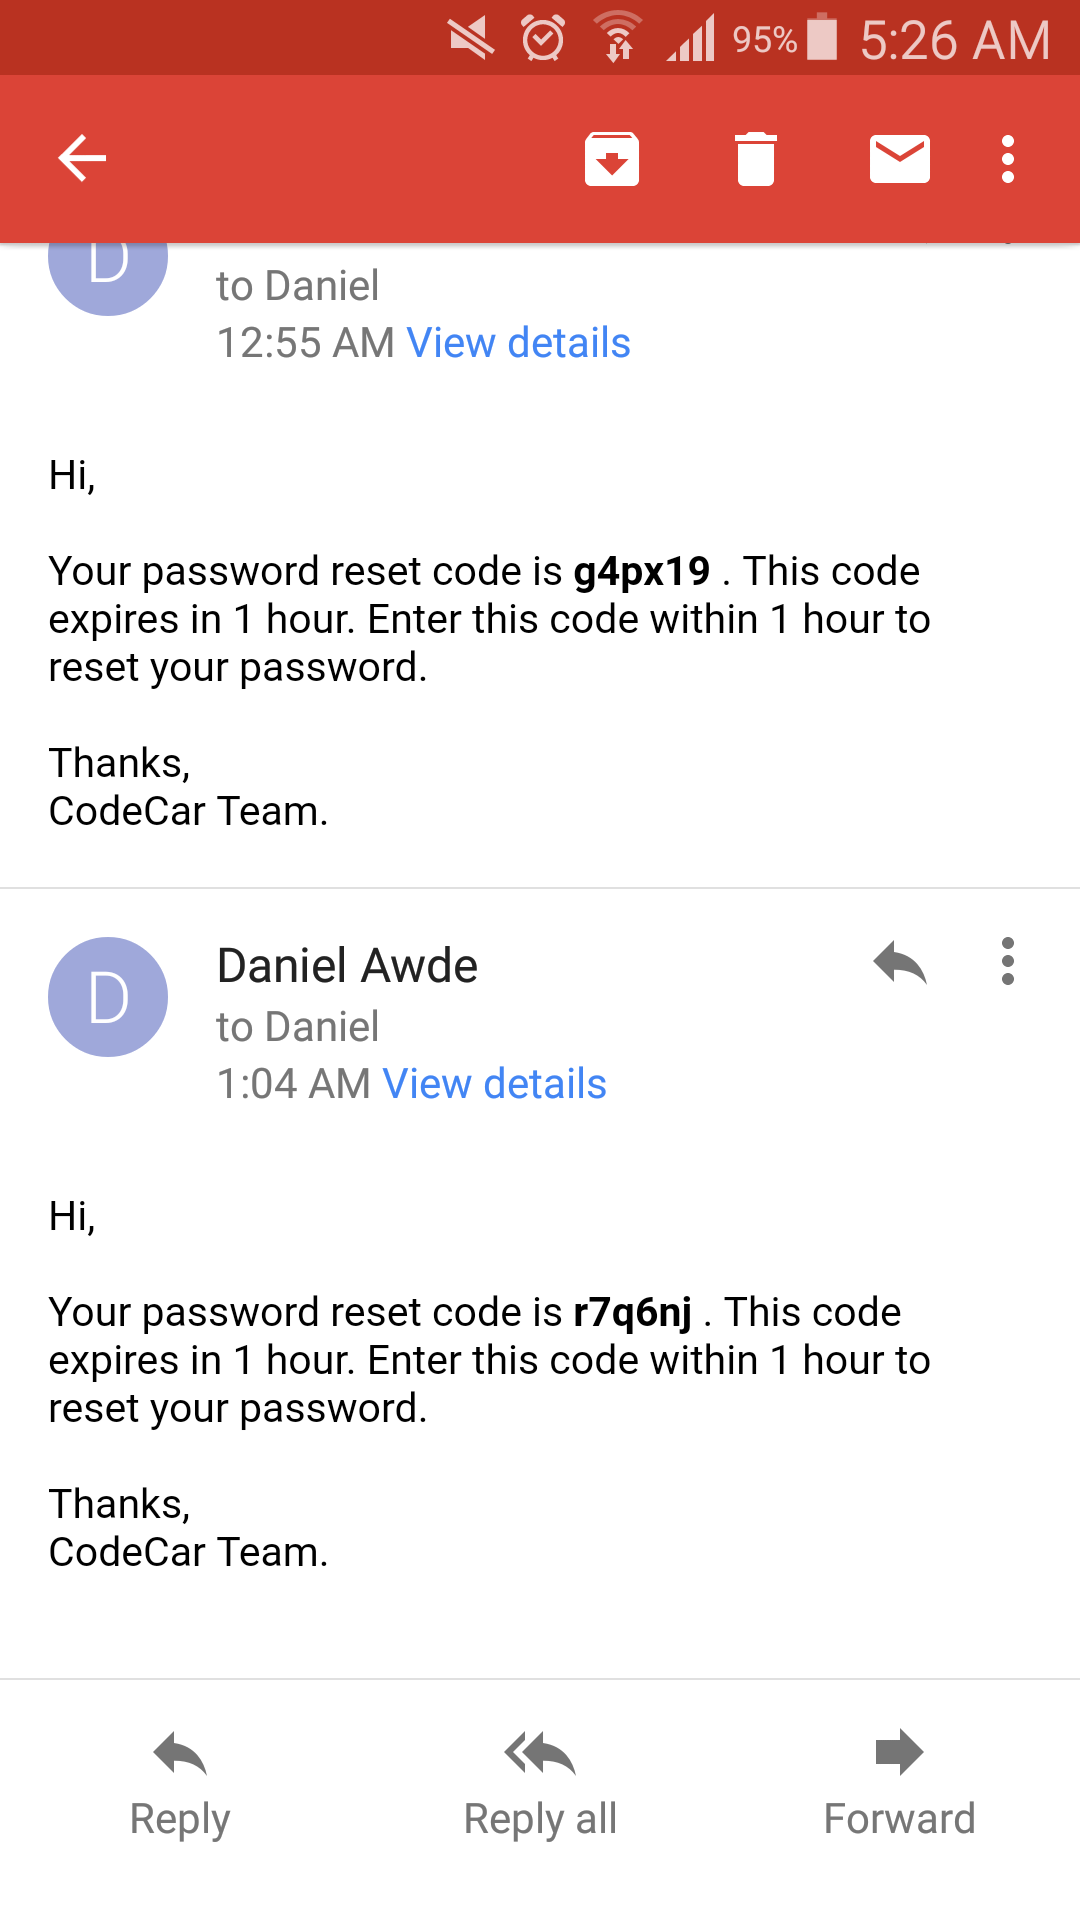 95% 5:26 AM
D
to Daniel
12:55 AM View details
Hi,
Your password reset code is g4px19 . This code
expires in 1 hour. Enter this code within 1 hour to
reset your password.
Thanks,
CodeCar Team.
D
Daniel Awde
to Daniel
1:04 AM View details
Hi,
Your password reset code is r7q6nj . This code
expires in 1 hour. Enter this code within 1 hour to
reset your password.
Thanks,
CodeCar Team.
Reply Reply all Forward